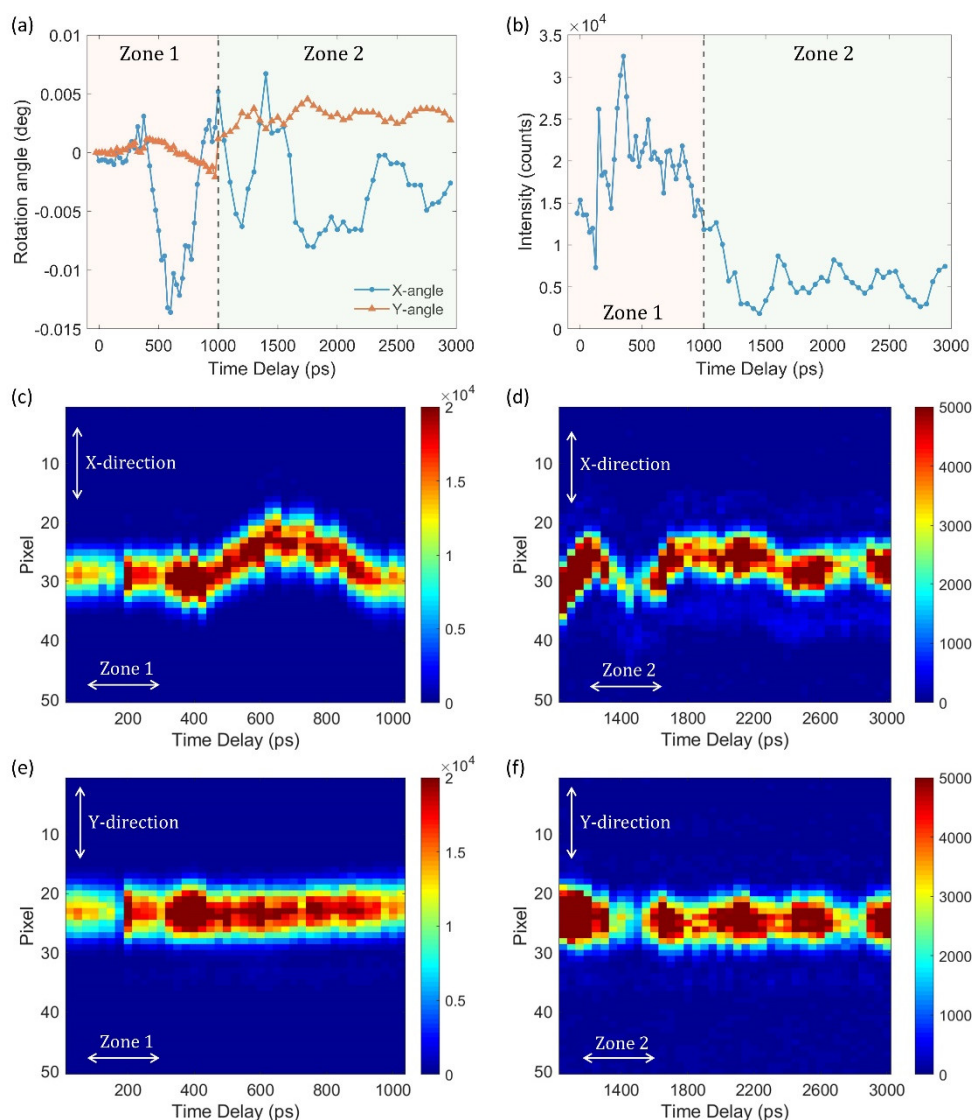 (a)
0.01
0.005
0
-0.005
-0.01
-0.015
Rotation angle (deg)
Zone 1
Zone 2
X-angle
Y-angle
0 500 1000 1500 2000 2500 3000
Time Delay (ps)
(b)
×10⁴
3.5
3
2.5
2
1.5
1
0.5
0
Intensity (counts)
Zone 2
Zone 1
0 500 1000 1500 2000 2500 3000
Time Delay (ps)
(c)
X-direction
Zone 1
10
20
30
40
50
Pixel
200 400 600 800 1000
Time Delay (ps)
×10⁴
2
1.5
1
0.5
0
(d)
X-direction
Zone 2
10
20
30
40
50
Pixel
1400 1800 2200 2600 3000
Time Delay (ps)
5000
4000
3000
2000
1000
0
(e)
Y-direction
Zone 1
10
20
30
40
50
Pixel
200 400 600 800 1000
Time Delay (ps)
×10⁴
2
1.5
1
0.5
0
(f)
Y-direction
Zone 2
10
20
30
40
50
Pixel
1400 1800 2200 2600 3000
Time Delay (ps)
5000
4000
3000
2000
1000
0